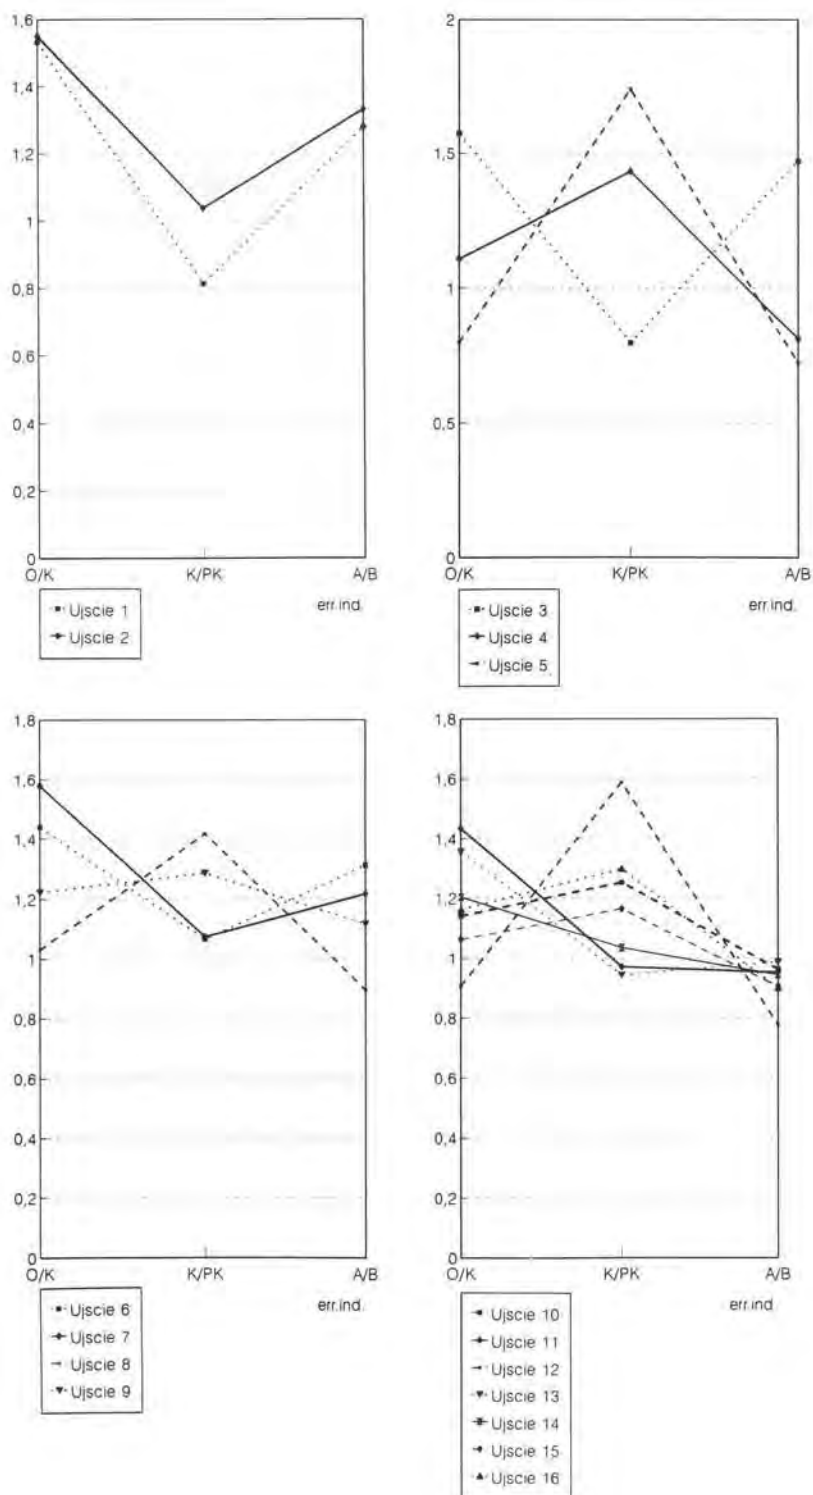 1,6
1,4
1,2
1
0,8
0,6
0,4
0,2
0
O/K K/PK A/B
err.ind.
Ujscie 1
Ujscie 2
2
1,5
1
0,5
0
O/K K/PK A/B
err.ind.
Ujscie 3
Ujscie 4
Ujscie 5
1,8
1,6
1,4
1,2
1
0,8
0,6
0,4
0,2
0
O/K K/PK A/B
err.ind.
Ujscie 6
Ujscie 7
Ujscie 8
Ujscie 9
1,8
1,6
1,4
1,2
1
0,8
0,6
0,4
0,2
0
O/K K/PK A/B
err.ind.
Ujscie 10
Ujscie 11
Ujscie 12
Ujscie 13
Ujscie 14
Ujscie 15
Ujscie 16